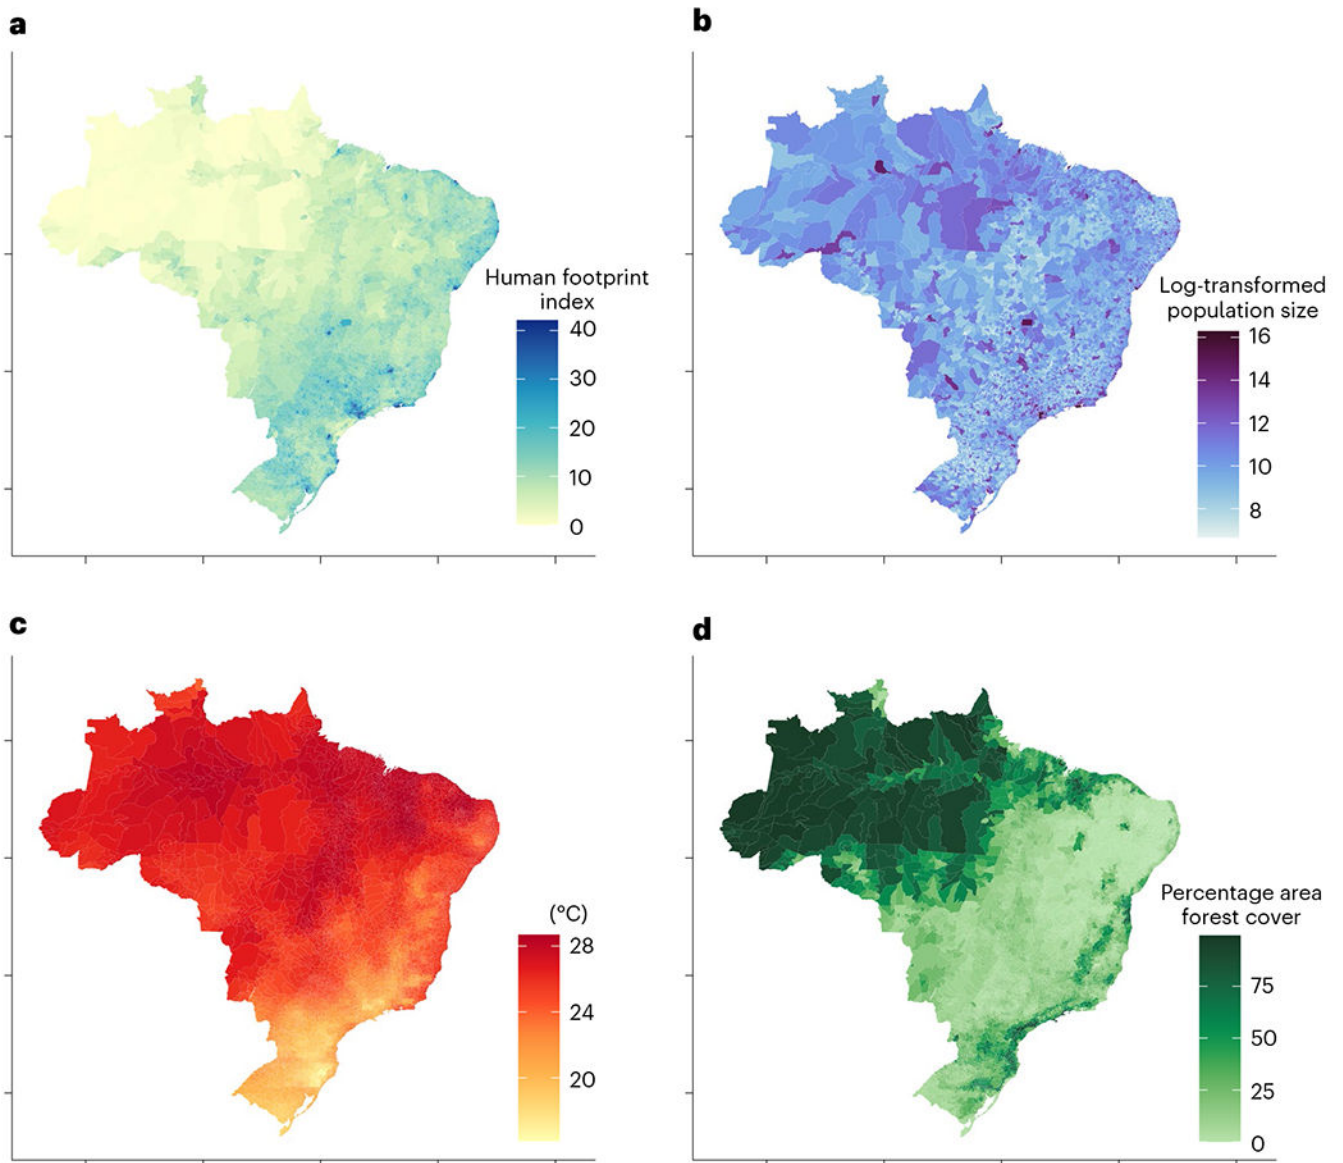 a
b
Human footprint
index
40
30
20
10
0
Log-transformed
population size
16
14
12
10
8
c
d
(°C)
28
24
20
Percentage area
forest cover
75
50
25
0